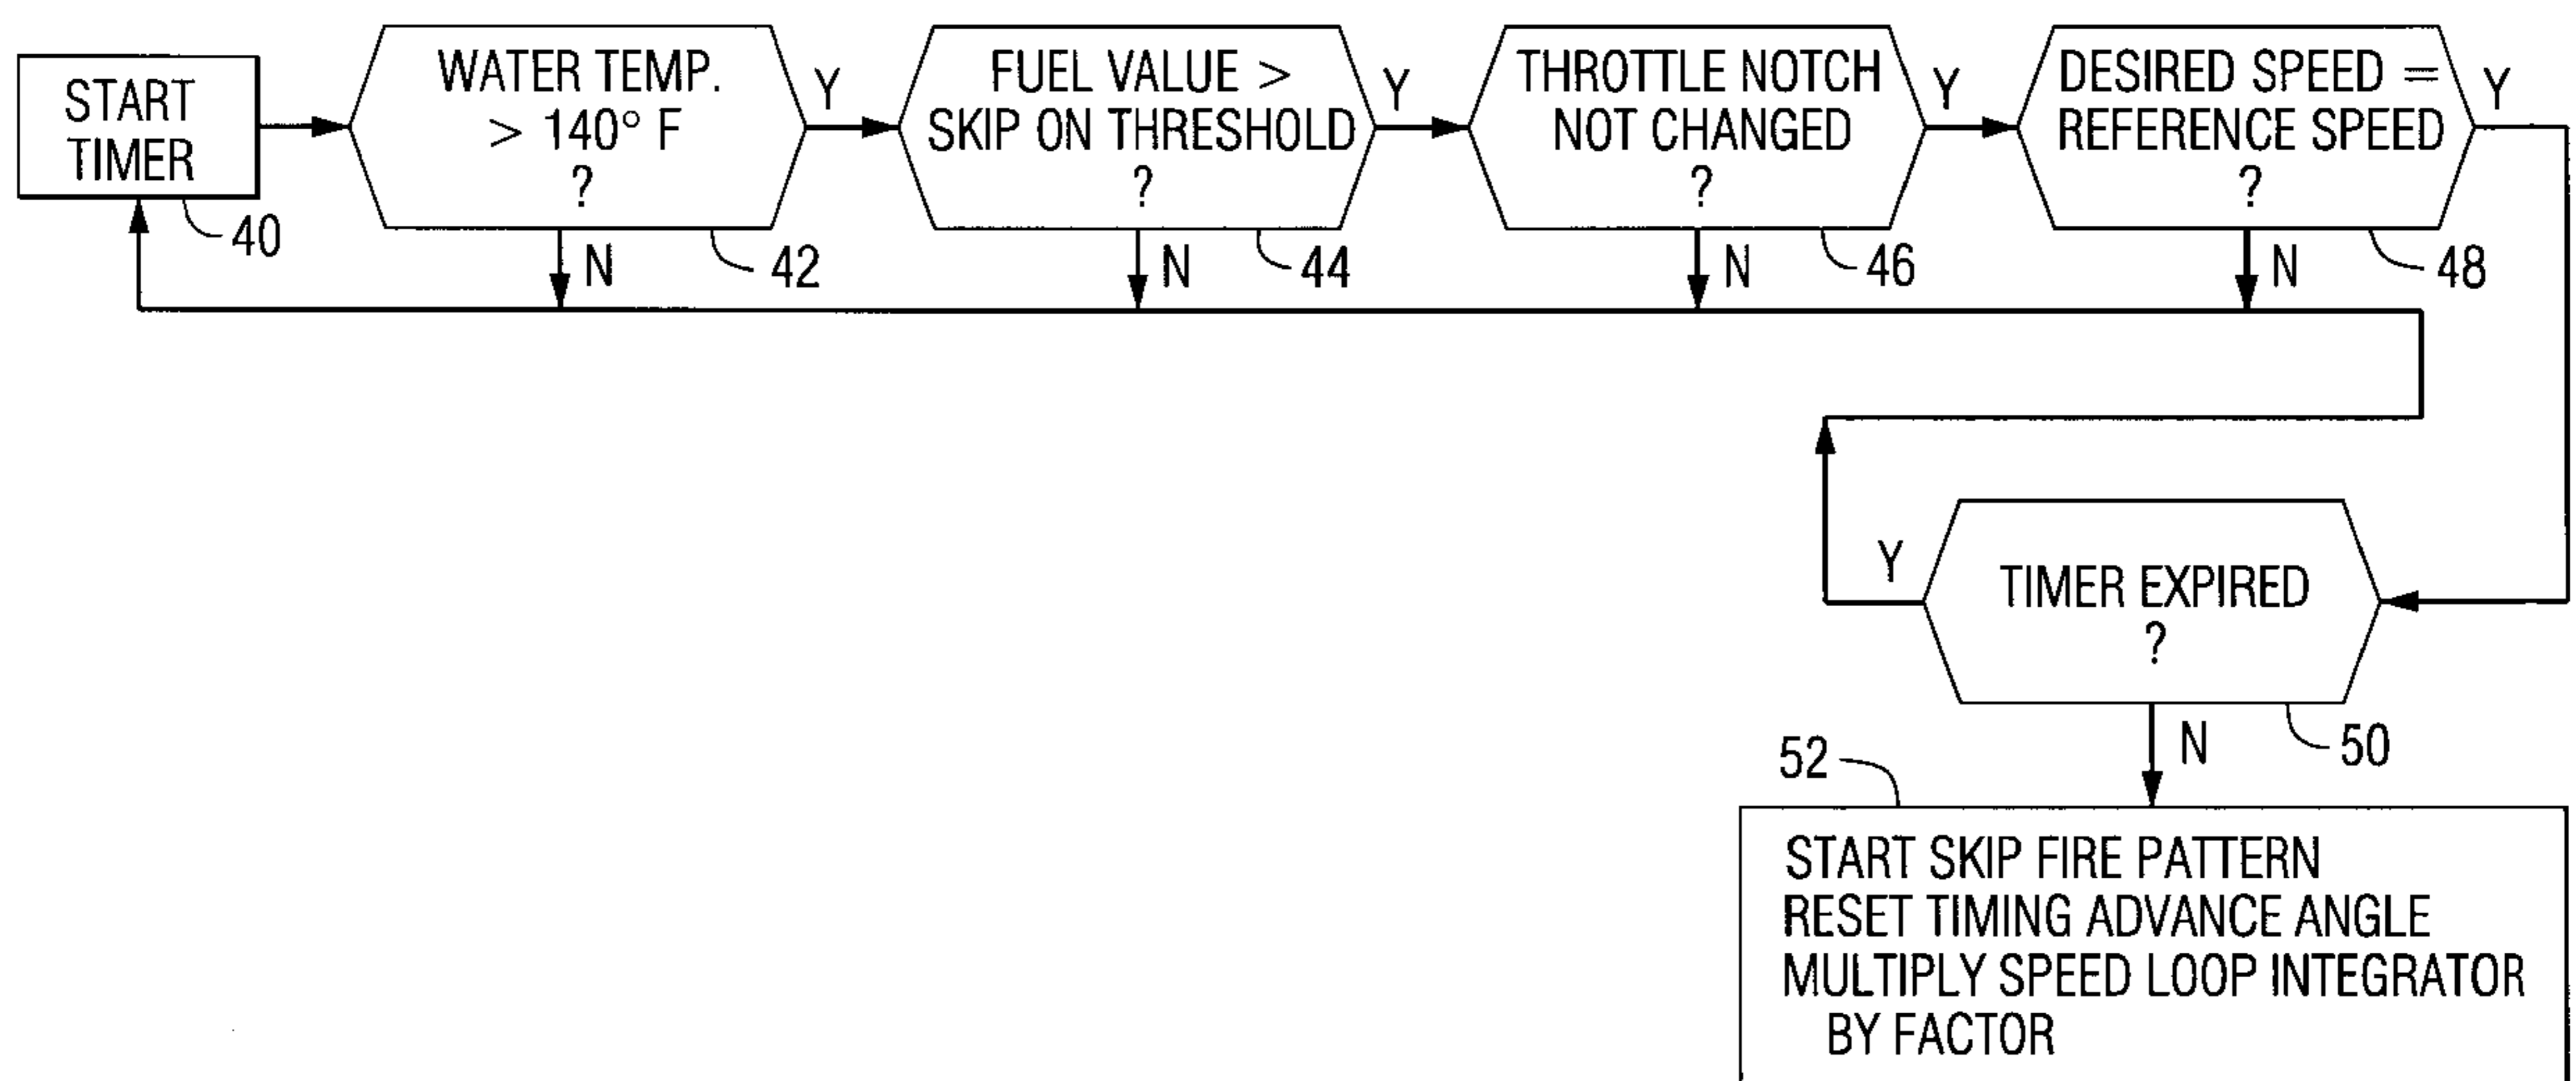 START
TIMER
40
WATER TEMP.
> 140° F
?
Y
N
42
FUEL VALUE >
SKIP ON THRESHOLD
?
Y
N
44
THROTTLE NOTCH
NOT CHANGED
?
Y
N
46
DESIRED SPEED =
REFERENCE SPEED
?
Y
N
48
TIMER EXPIRED
?
Y
N
50
52
START SKIP FIRE PATTERN
RESET TIMING ADVANCE ANGLE
MULTIPLY SPEED LOOP INTEGRATOR
BY FACTOR